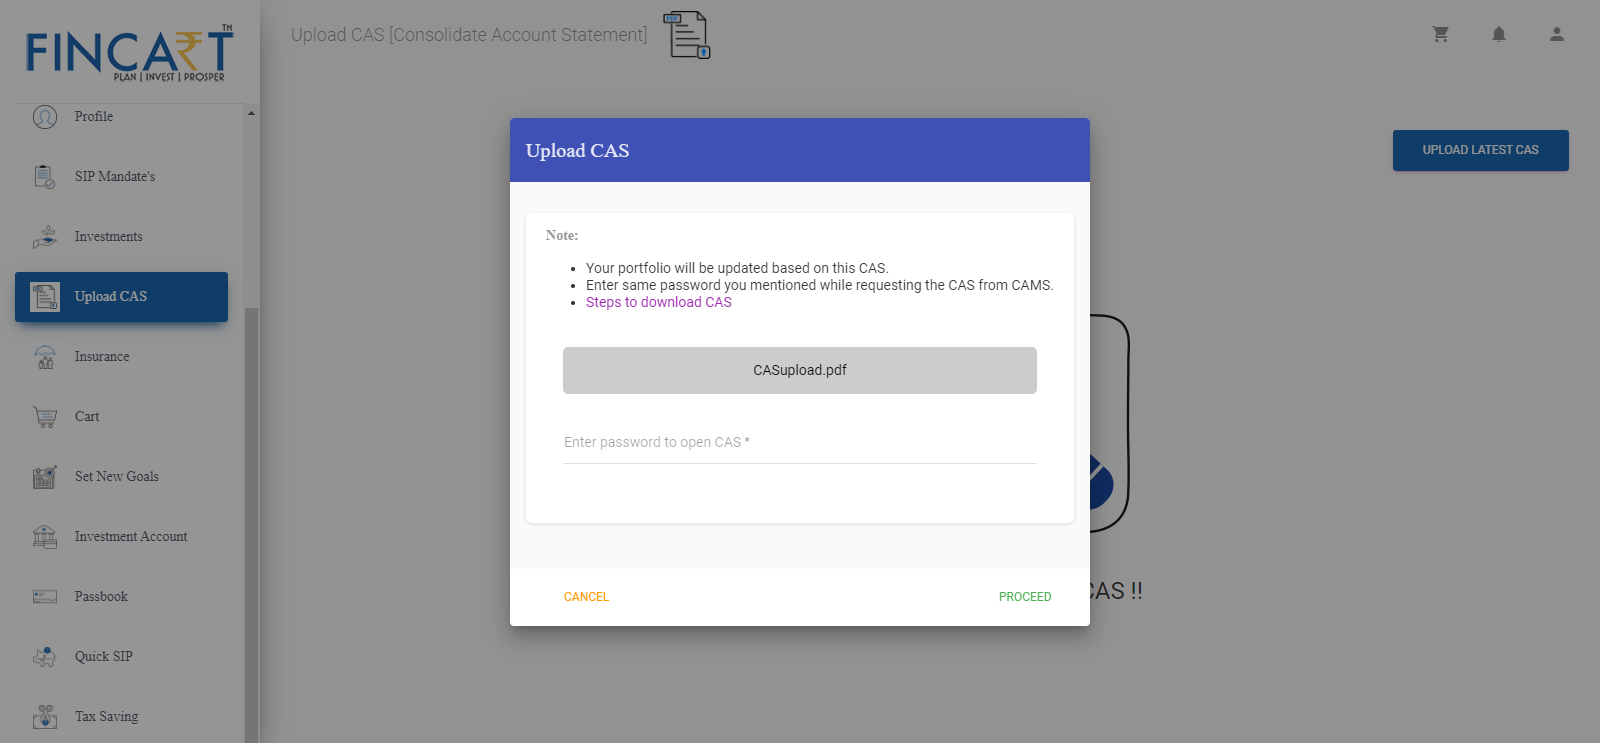 FINCART™
PLAN | INVEST | PROSPER
Profile
SIP Mandate's
Investments
Upload CAS
Insurance
Cart
Set New Goals
Investment Account
Passbook
Quick SIP
Tax Saving
Upload CAS [Consolidate Account Statement]
PDF
UPLOAD LATEST CAS
Upload CAS
Note:
Your portfolio will be updated based on this CAS.
Enter same password you mentioned while requesting the CAS from CAMS.
Steps to download CAS
CASupload.pdf
Enter password to open CAS *
CANCEL
PROCEED
CAS !!